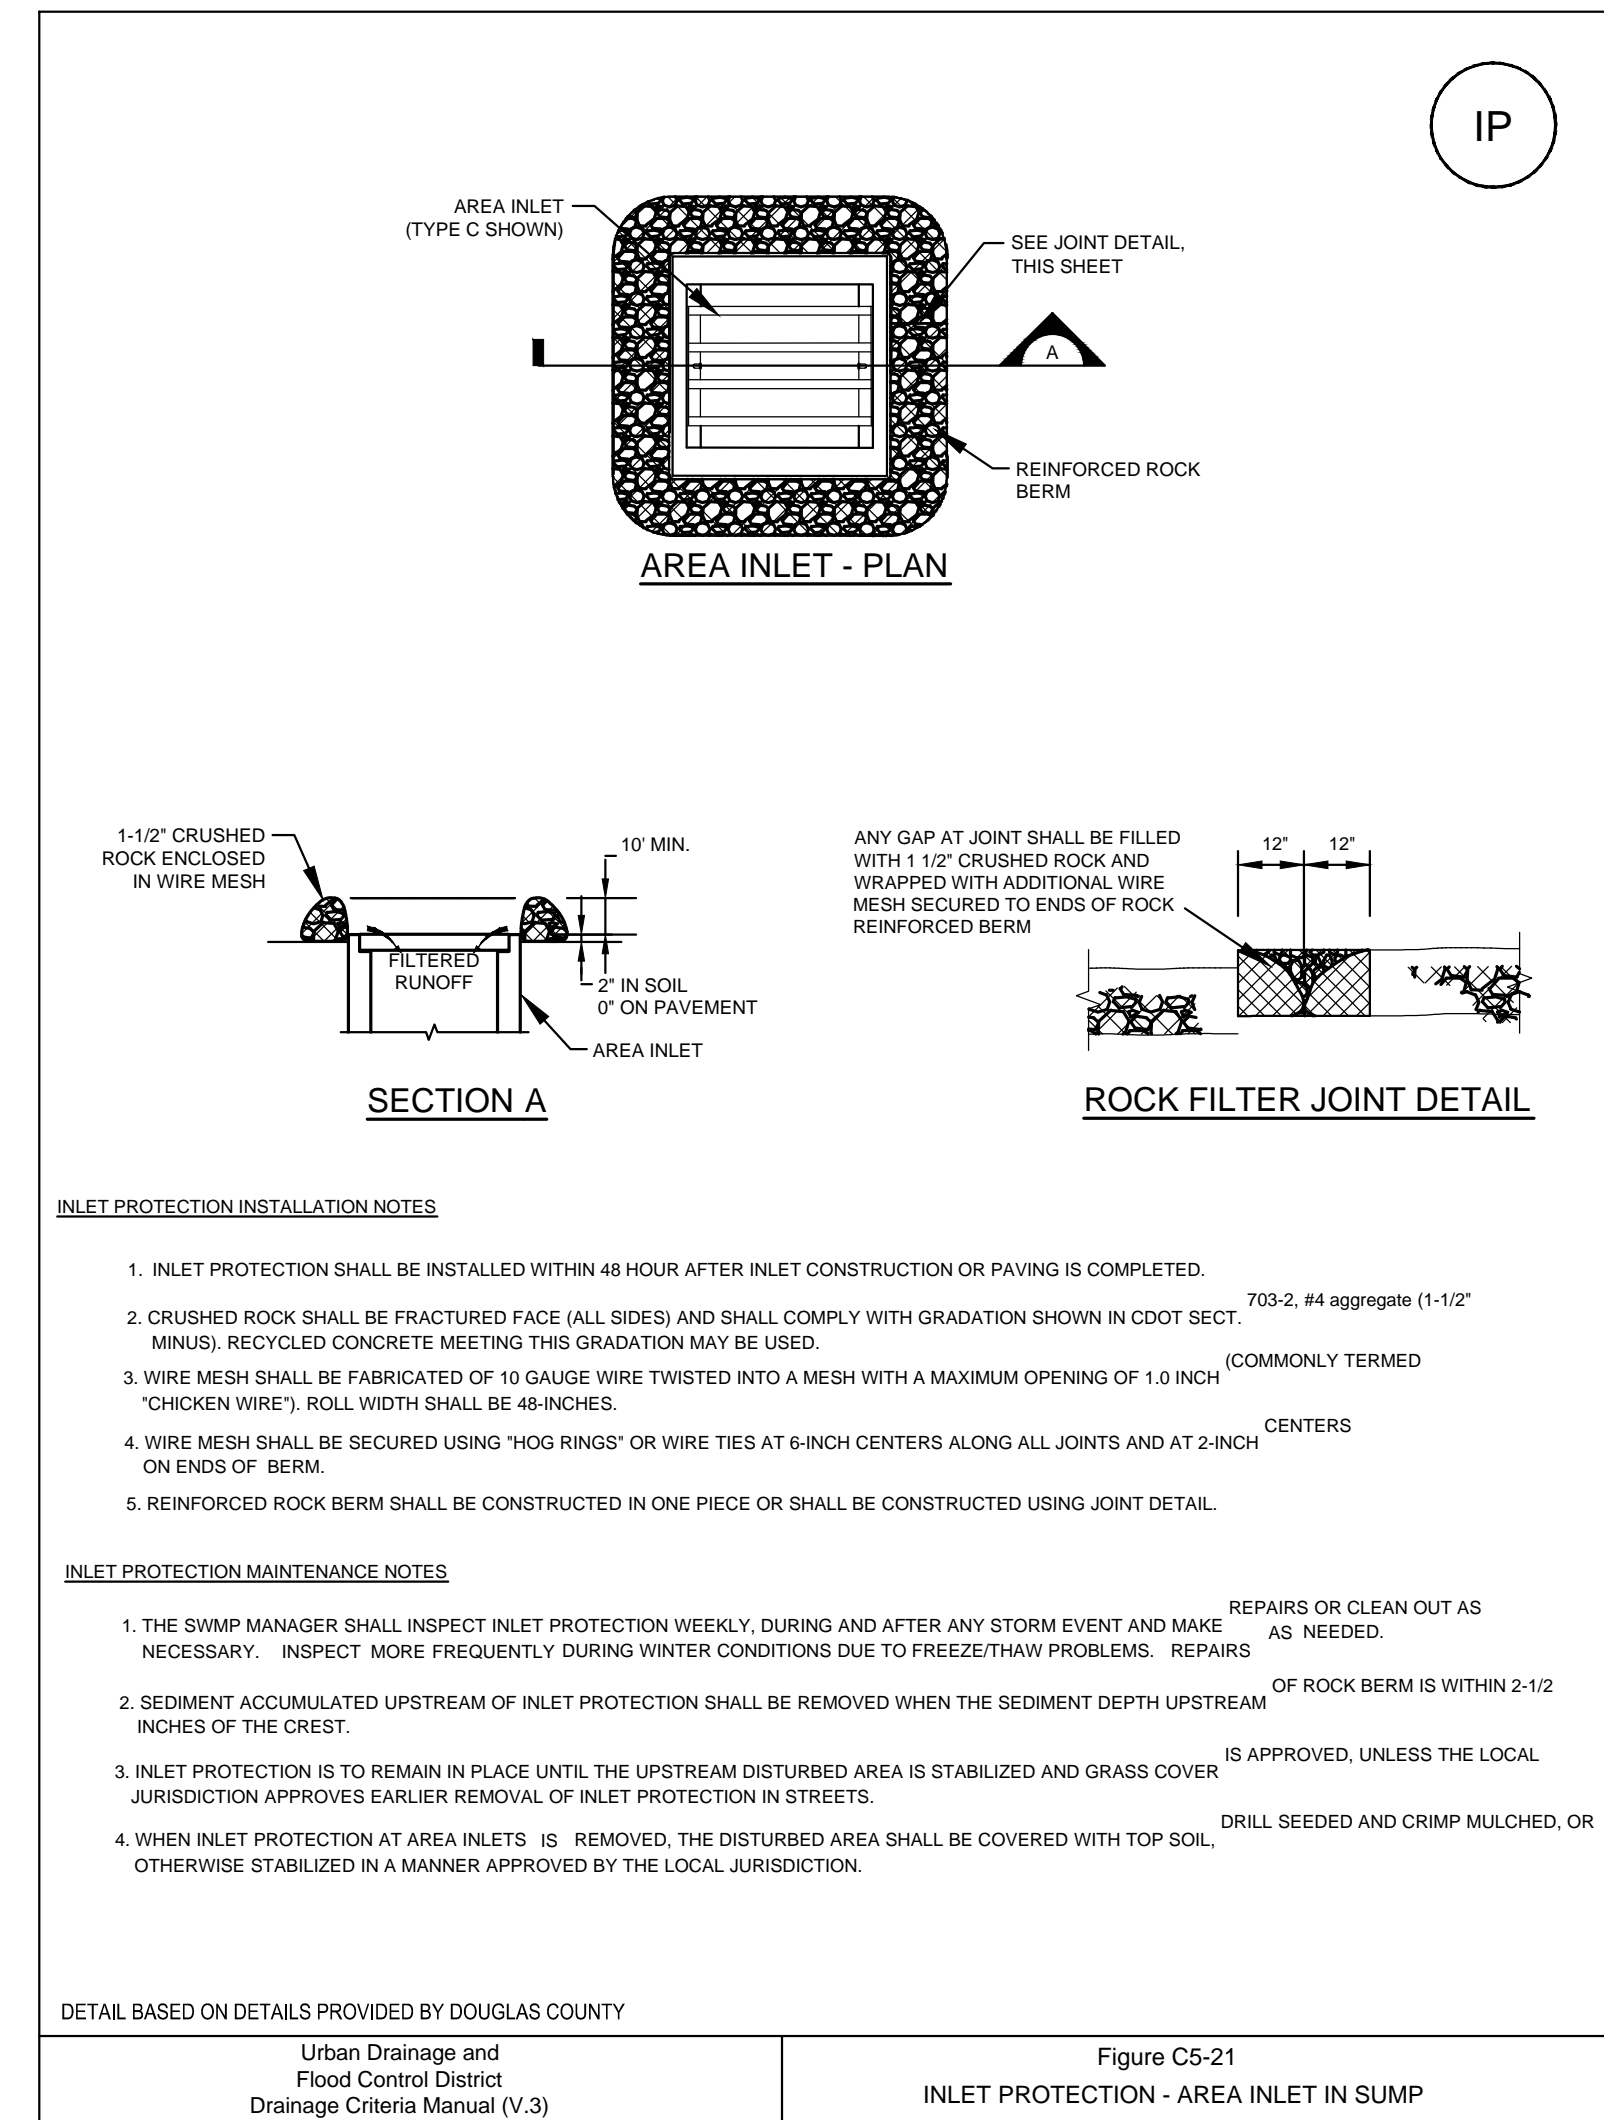 IP
AREA INLET
(TYPE C SHOWN)
SEE JOINT DETAIL,
THIS SHEET
A
REINFORCED ROCK
BERM
AREA INLET - PLAN
1-1/2" CRUSHED
ROCK ENCLOSED
IN WIRE MESH
10' MIN.
FILTERED
RUNOFF
2" IN SOIL
0" ON PAVEMENT
AREA INLET
SECTION A
ANY GAP AT JOINT SHALL BE FILLED
WITH 1 1/2" CRUSHED ROCK AND
WRAPPED WITH ADDITIONAL WIRE
MESH SECURED TO ENDS OF ROCK
REINFORCED BERM
12" 12"
ROCK FILTER JOINT DETAIL
INLET PROTECTION INSTALLATION NOTES
1. INLET PROTECTION SHALL BE INSTALLED WITHIN 48 HOUR AFTER INLET CONSTRUCTION OR PAVING IS COMPLETED.
2. CRUSHED ROCK SHALL BE FRACTURED FACE (ALL SIDES) AND SHALL COMPLY WITH GRADATION SHOWN IN CDOT SECT. 703-2, #4 aggregate (1-1/2"
MINUS). RECYCLED CONCRETE MEETING THIS GRADATION MAY BE USED.
3. WIRE MESH SHALL BE FABRICATED OF 10 GAUGE WIRE TWISTED INTO A MESH WITH A MAXIMUM OPENING OF 1.0 INCH (COMMONLY TERMED
"CHICKEN WIRE"). ROLL WIDTH SHALL BE 48-INCHES.
4. WIRE MESH SHALL BE SECURED USING "HOG RINGS" OR WIRE TIES AT 6-INCH CENTERS ALONG ALL JOINTS AND AT 2-INCH CENTERS
ON ENDS OF BERM.
5. REINFORCED ROCK BERM SHALL BE CONSTRUCTED IN ONE PIECE OR SHALL BE CONSTRUCTED USING JOINT DETAIL.
INLET PROTECTION MAINTENANCE NOTES
1. THE SWMP MANAGER SHALL INSPECT INLET PROTECTION WEEKLY, DURING AND AFTER ANY STORM EVENT AND MAKE REPAIRS OR CLEAN OUT AS
NECESSARY. INSPECT MORE FREQUENTLY DURING WINTER CONDITIONS DUE TO FREEZE/THAW PROBLEMS. REPAIRS AS NEEDED.
2. SEDIMENT ACCUMULATED UPSTREAM OF INLET PROTECTION SHALL BE REMOVED WHEN THE SEDIMENT DEPTH UPSTREAM OF ROCK BERM IS WITHIN 2-1/2
INCHES OF THE CREST.
3. INLET PROTECTION IS TO REMAIN IN PLACE UNTIL THE UPSTREAM DISTURBED AREA IS STABILIZED AND GRASS COVER IS APPROVED, UNLESS THE LOCAL
JURISDICTION APPROVES EARLIER REMOVAL OF INLET PROTECTION IN STREETS.
4. WHEN INLET PROTECTION AT AREA INLETS IS REMOVED, THE DISTURBED AREA SHALL BE COVERED WITH TOP SOIL, DRILL SEEDED AND CRIMP MULCHED, OR
OTHERWISE STABILIZED IN A MANNER APPROVED BY THE LOCAL JURISDICTION.
DETAIL BASED ON DETAILS PROVIDED BY DOUGLAS COUNTY
Urban Drainage and
Flood Control District
Drainage Criteria Manual (V.3)
Figure C5-21
INLET PROTECTION - AREA INLET IN SUMP